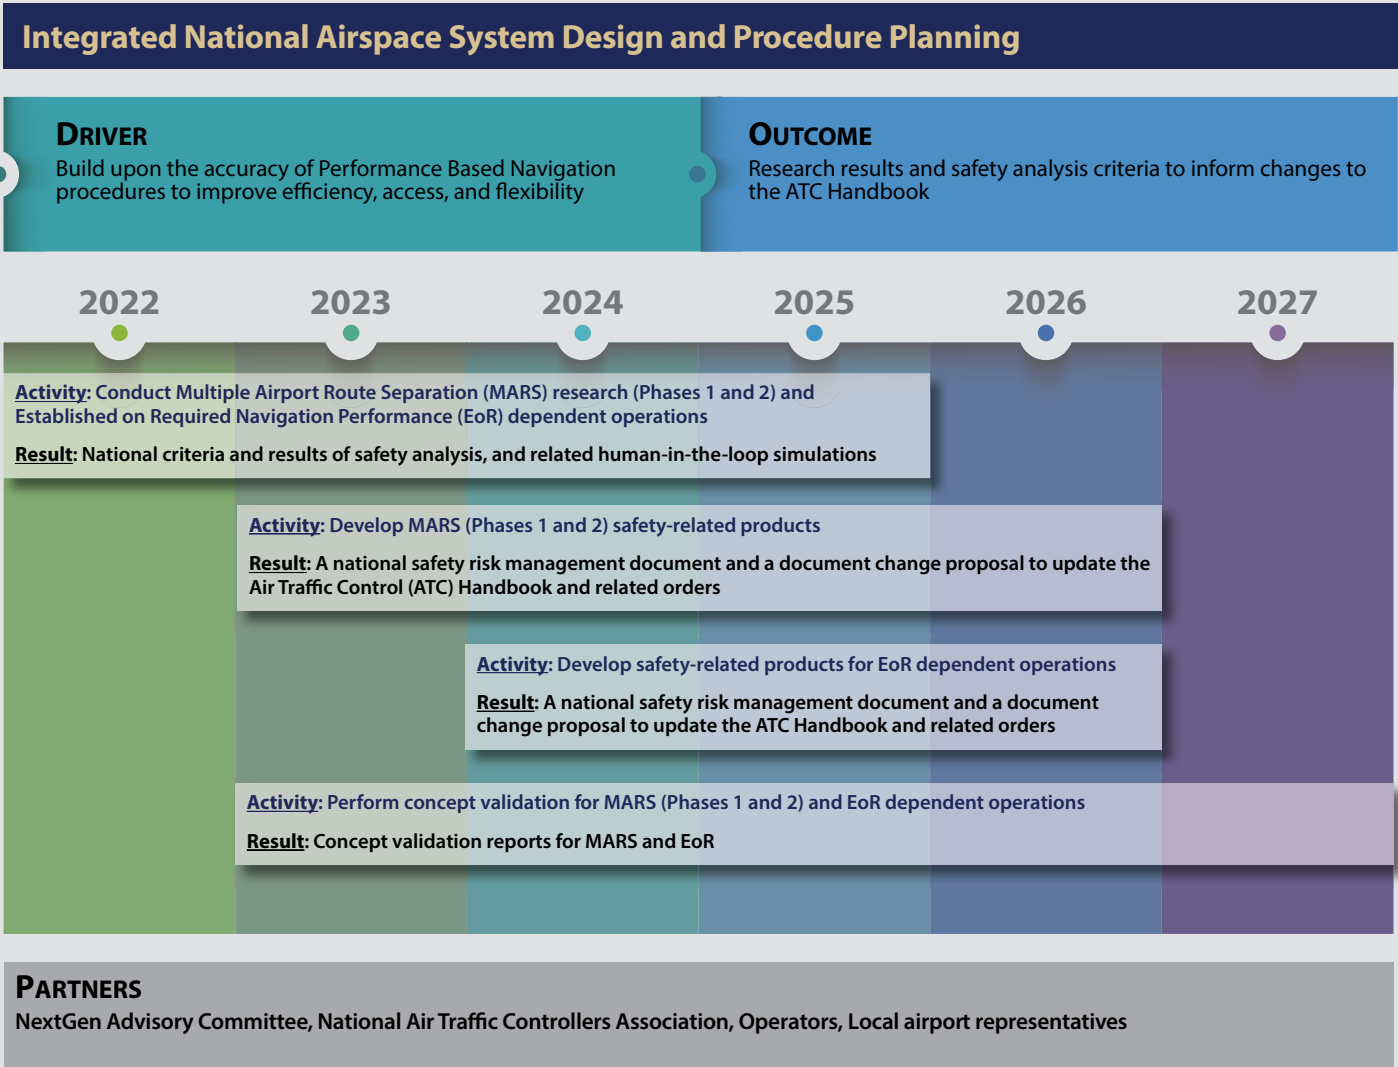 Integrated National Airspace System Design and Procedure Planning
DRIVER
Build upon the accuracy of Performance Based Navigation
procedures to improve efficiency, access, and flexibility
OUTCOME
Research results and safety analysis criteria to inform changes to
the ATC Handbook
2022 2023 2024 2025 2026 2027
Activity: Conduct Multiple Airport Route Separation (MARS) research (Phases 1 and 2) and
Established on Required Navigation Performance (EoR) dependent operations
Result: National criteria and results of safety analysis, and related human-in-the-loop simulations
Activity: Develop MARS (Phases 1 and 2) safety-related products
Result: A national safety risk management document and a document change proposal to update the
Air Traffic Control (ATC) Handbook and related orders
Activity: Develop safety-related products for EoR dependent operations
Result: A national safety risk management document and a document
change proposal to update the ATC Handbook and related orders
Activity: Perform concept validation for MARS (Phases 1 and 2) and EoR dependent operations
Result: Concept validation reports for MARS and EoR
PARTNERS
NextGen Advisory Committee, National Air Traffic Controllers Association, Operators, Local airport representatives